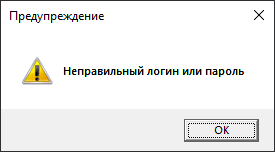 Предупреждение
Неправильный логин или пароль
OK